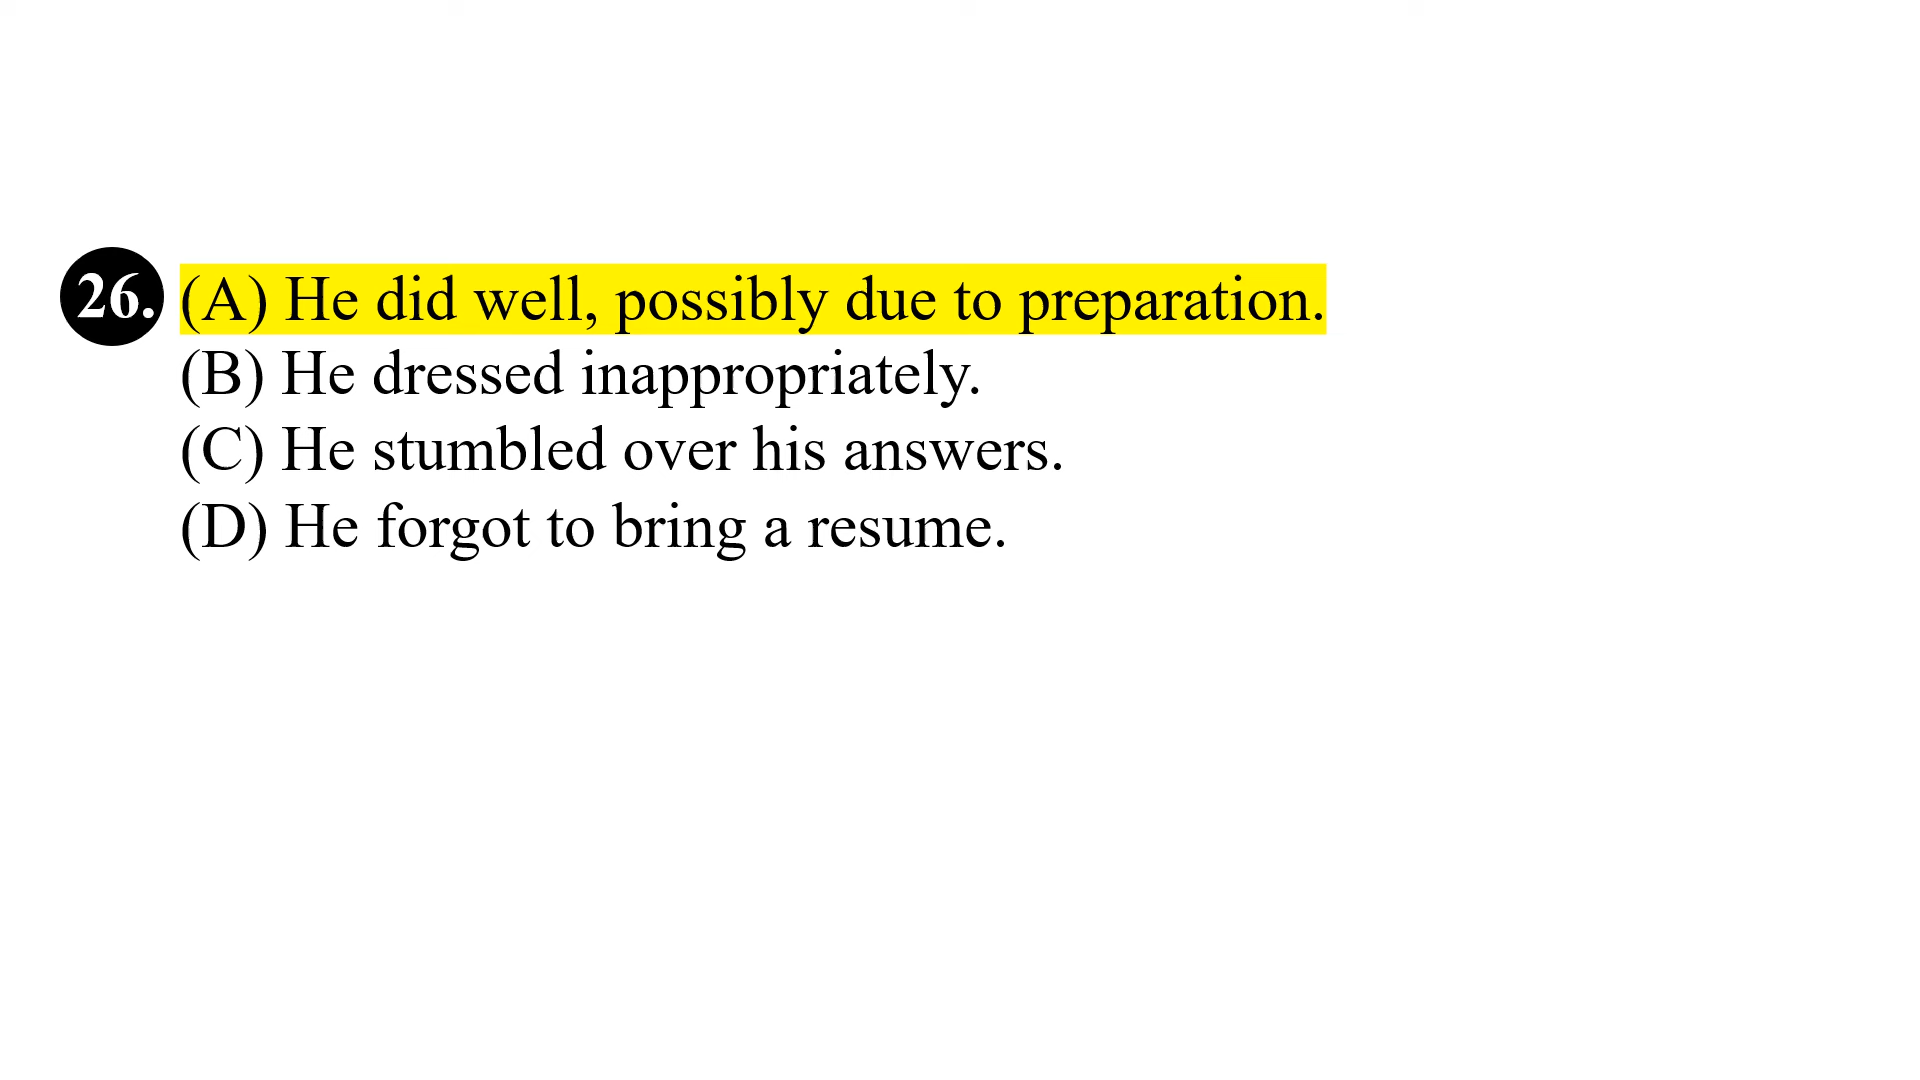 26. (A) He did well, possibly due to preparation.
(B) He dressed inappropriately.
(C) He stumbled over his answers.
(D) He forgot to bring a resume.